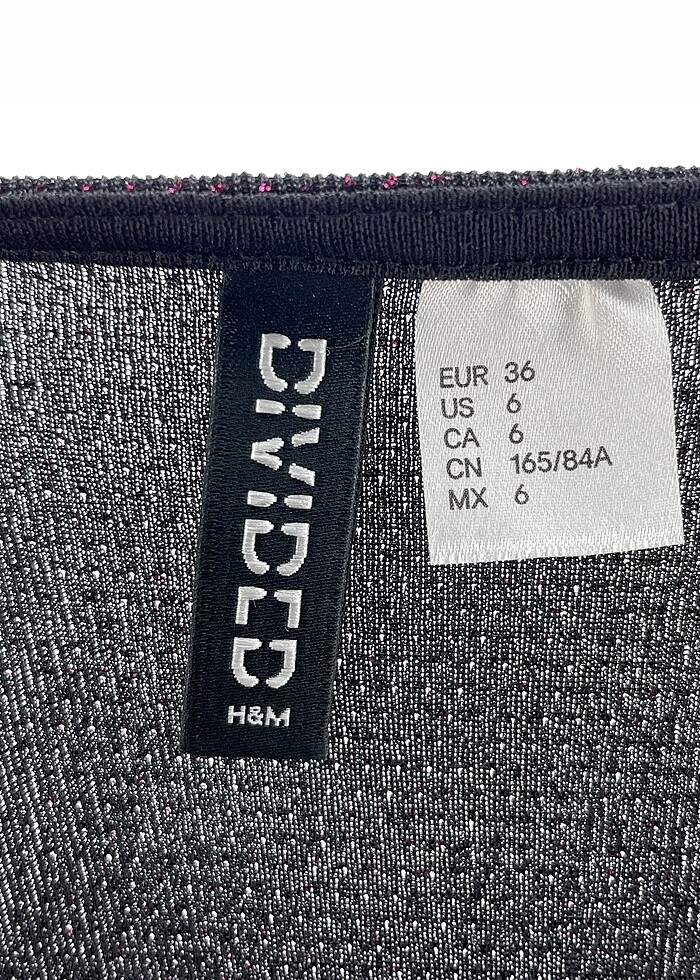 DIVIDED
H&M
EUR 36
US 6
CA 6
CN 165/84A
MX 6